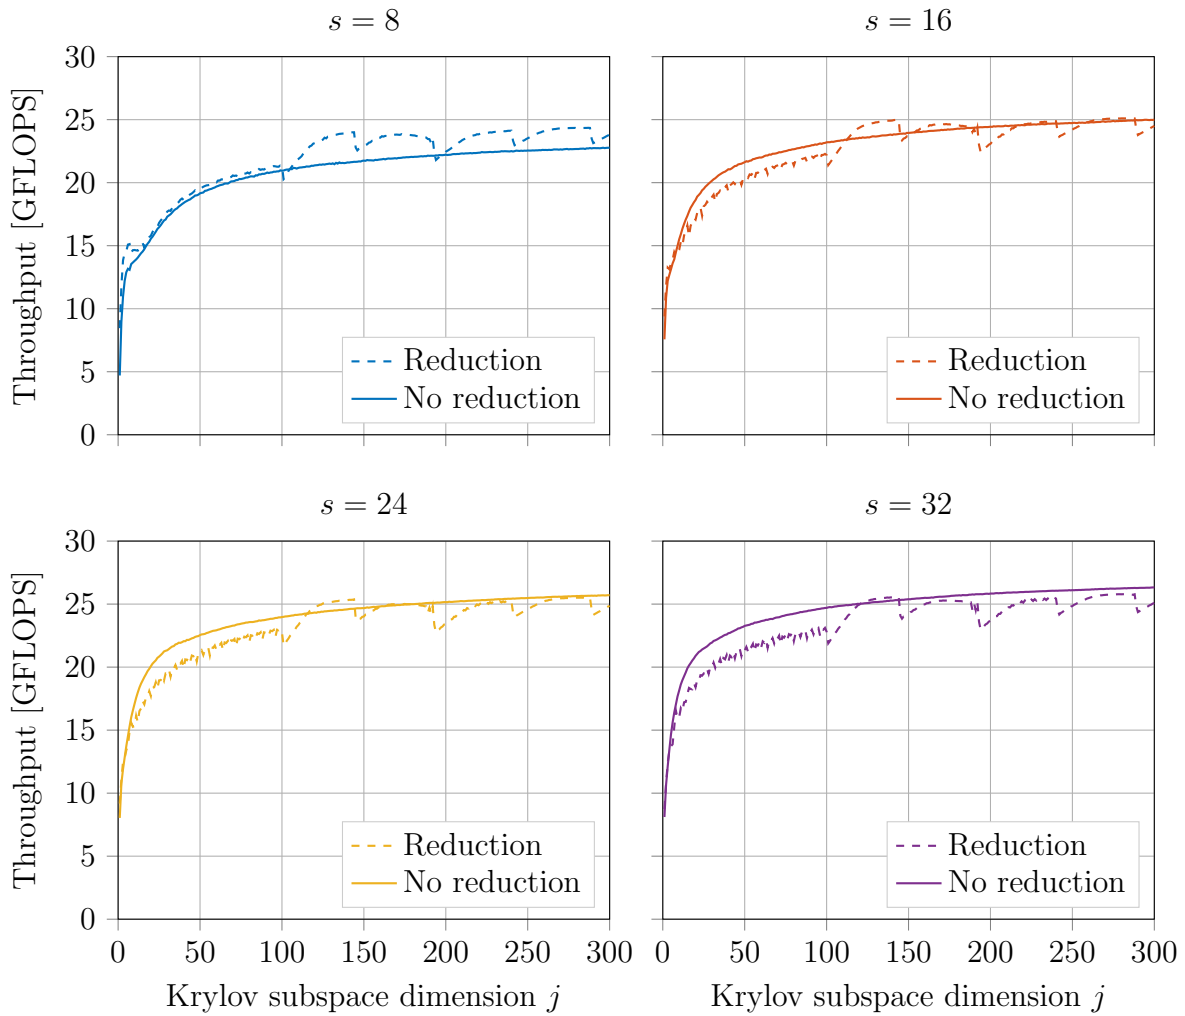 s = 8
s = 16
30
25
20
15
10
5
0
Throughput [GFLOPS]
Reduction
No reduction
Reduction
No reduction
s = 24
s = 32
30
25
20
15
10
5
0
Throughput [GFLOPS]
Reduction
No reduction
Reduction
No reduction
0 50 100 150 200 250 300
0 50 100 150 200 250 300
Krylov subspace dimension j
Krylov subspace dimension j